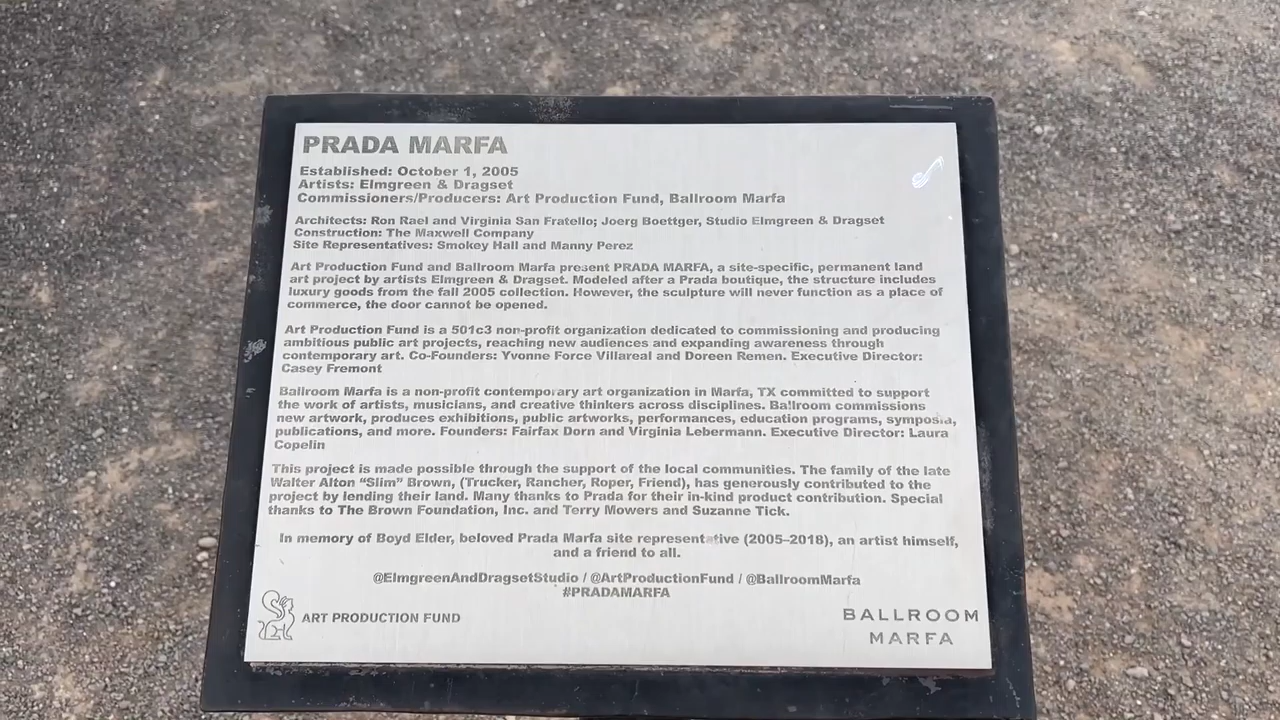 PRADA MARFA
Established: October 1, 2005
Artists: Elmgreen & Dragset
Commissioners/Producers: Art Production Fund, Ballroom Marfa
Architects: Ron Rael and Virginia San Fratello; Joerg Boettger, Studio Elmgreen & Dragset
Construction: The Maxwell Company
Site Representatives: Smokey Hall and Manny Perez
Art Production Fund and Ballroom Marfa present PRADA MARFA, a site-specific, permanent land
art project by artists Elmgreen & Dragset. Modeled after a Prada boutique, the structure includes
luxury goods from the fall 2005 collection. However, the sculpture will never function as a place of
commerce, the door cannot be opened.
Art Production Fund is a 501c3 non-profit organization dedicated to commissioning and producing
ambitious public art projects, reaching new audiences and expanding awareness through
contemporary art. Co-Founders: Yvonne Force Villareal and Doreen Remen. Executive Director:
Casey Fremont
Ballroom Marfa is a non-profit contemporary art organization in Marfa, TX committed to support
the work of artists, musicians, and creative thinkers across disciplines. Ballroom commissions
new artwork, produces exhibitions, public artworks, performances, education programs, symposia,
publications, and more. Founders: Fairfax Dorn and Virginia Lebermann. Executive Director: Laura
Copelin
This project is made possible through the support of the local communities. The family of the late
Walter Alton “Slim” Brown, (Trucker, Rancher, Roper, Friend), has generously contributed to the
project by lending their land. Many thanks to Prada for their in-kind product contribution. Special
thanks to The Brown Foundation, Inc. and Terry Mowers and Suzanne Tick.
In memory of Boyd Elder, beloved Prada Marfa site representative (2005–2018), an artist himself,
and a friend to all.
@ElmgreenAndDragsetStudio / @ArtProductionFund / @BallroomMarfa
#PRADAMARFA
ART PRODUCTION FUND
BALLROOM
MARFA